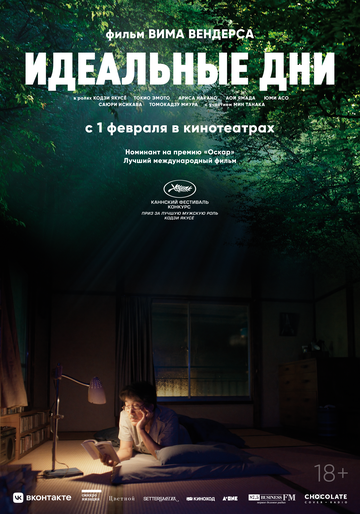 фильм ВИМА ВЕНДЕРСА
ИДЕАЛЬНЫЕ ДНИ
в ролях КОДЗИ ЯКУСЁ ТОКИО ЭМОТО АРИСА НАКАНО АОИ ЯМАДА ЮМИ АСО
САЮРИ ИСИКАВА ТОМОКАДЗУ МИУРА с участием МИН ТАНАКА
с 1 февраля в кинотеатрах
Номинант на премию «Оскар»
Лучший международный фильм
КАННСКИЙ ФЕСТИВАЛЬ
КОНКУРС
ПРИЗ ЗА ЛУЧШУЮ МУЖСКУЮ РОЛЬ
КОДЗИ ЯКУСЁ
18+
ВКОНТАКТЕ
Цветной
КИНОХОД
BUSINESS FM
CHOCOLATE